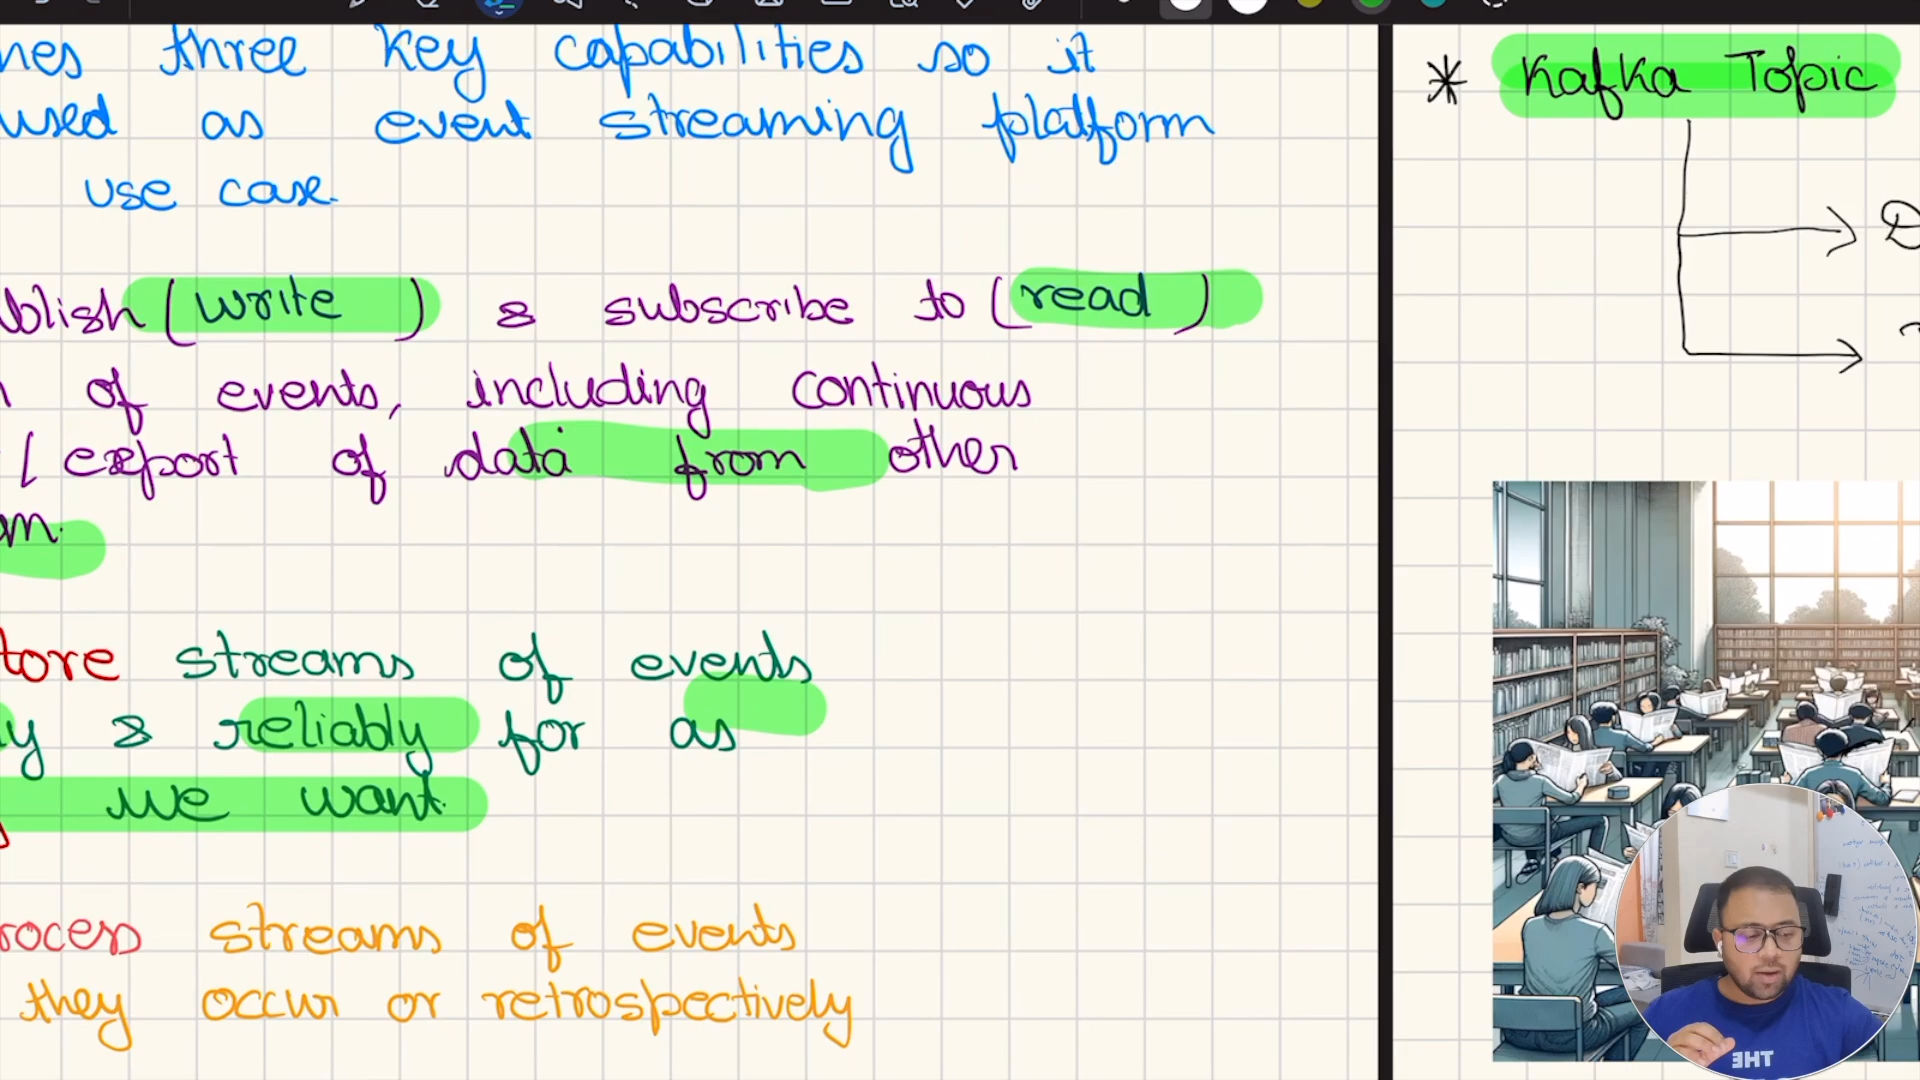 nes three key capabilities so it
used as event streaming platform
use case.
blish (write) & subscribe to (read)
of events, including continuous
/ export of data from other
m.
tore streams of events
y & reliably for as
we want.
rocess streams of events
they occur or retrospectively
* Kafka Topic
THE